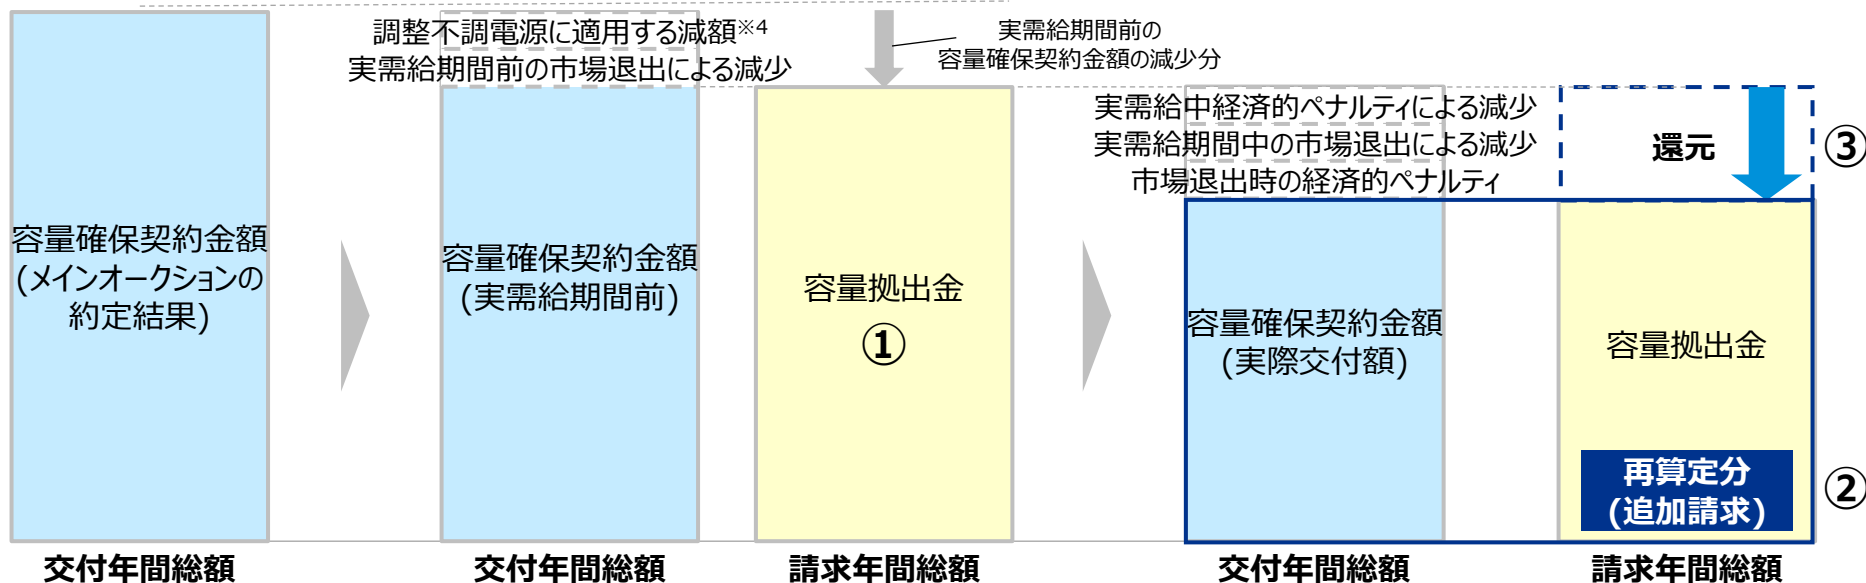 調整不調電源に適用する減額※4
実需給期間前の市場退出による減少
実需給期間前の
容量確保契約金額の減少分
実需給中経済的ペナルティによる減少
実需給期間中の市場退出による減少
市場退出時の経済的ペナルティ
還元
③
容量確保契約金額
(メインオークションの
約定結果)
容量確保契約金額
(実需給期間前)
容量拠出金
①
容量確保契約金額
(実際交付額)
容量拠出金
再算定分
(追加請求)
②
交付年間総額
交付年間総額
請求年間総額
交付年間総額
請求年間総額